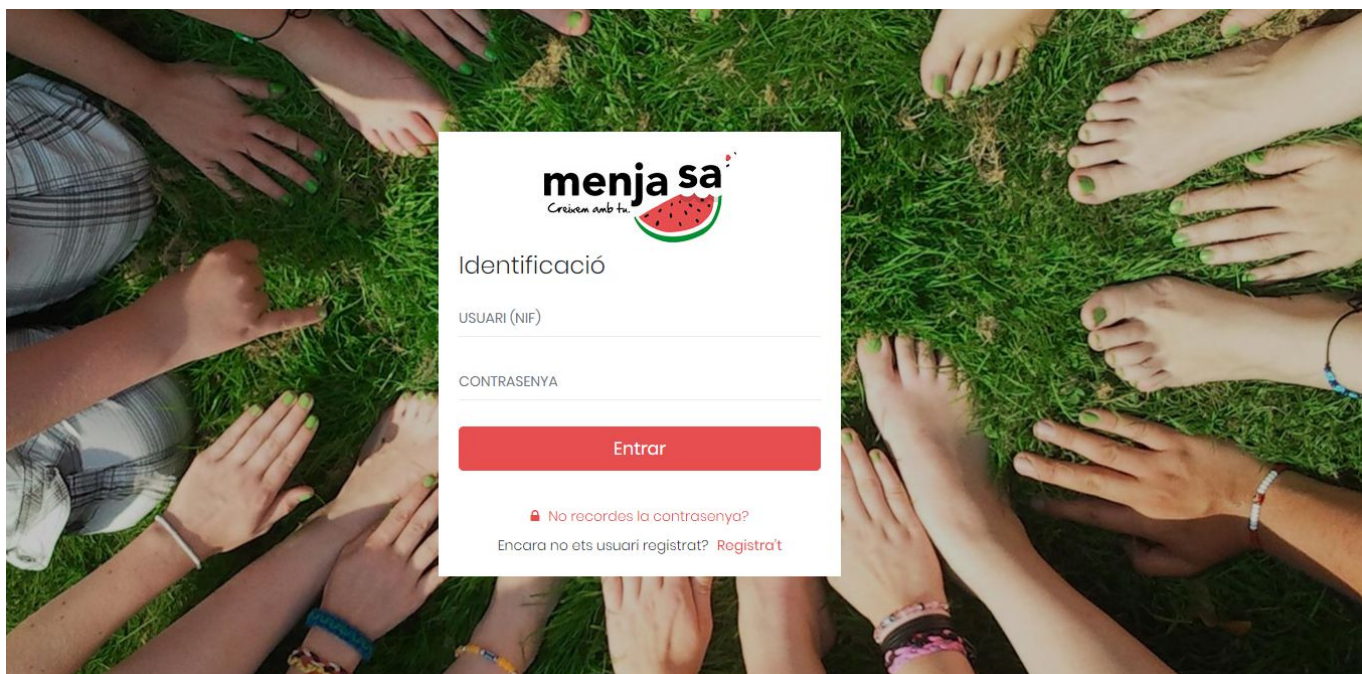 menja sa
Creixem amb tu.
Identificació
USUARI (NIF)
CONTRASENYA
Entrar
No recordes la contrasenya?
Encara no ets usuari registrat? Registra't